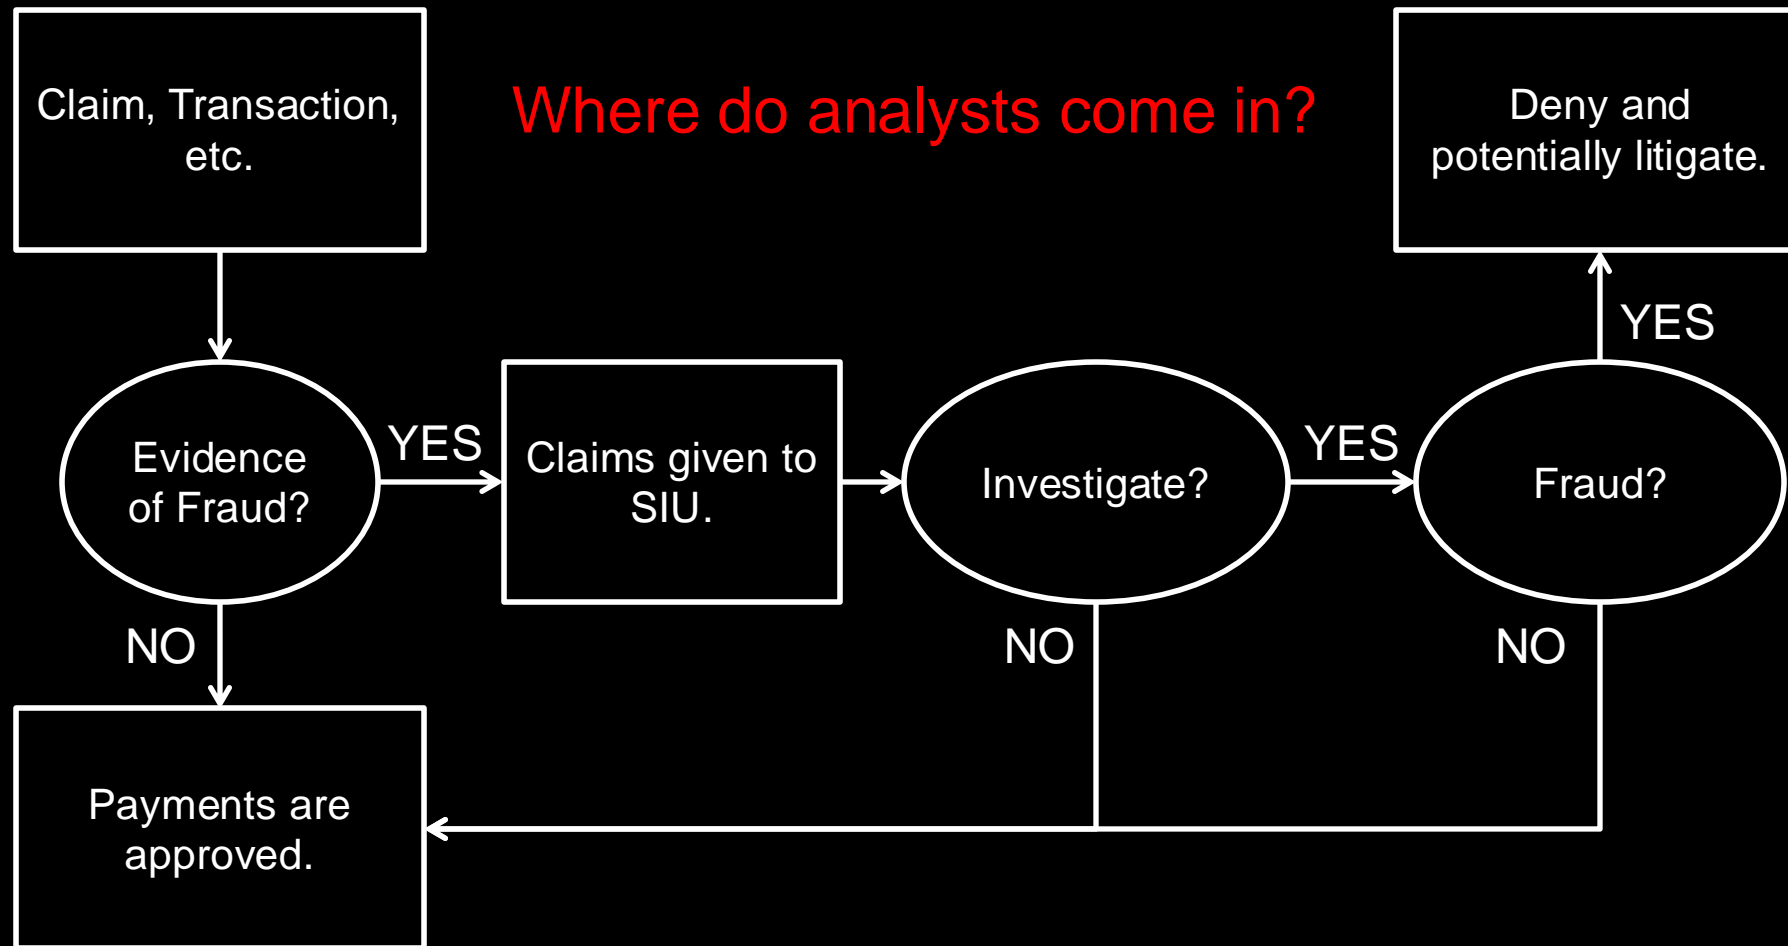 Claim, Transaction,
etc.
Where do analysts come in?
Deny and
potentially litigate.
YES
Evidence
of Fraud?
YES
Claims given to
SIU.
Investigate?
YES
Fraud?
NO
NO
NO
Payments are
approved.